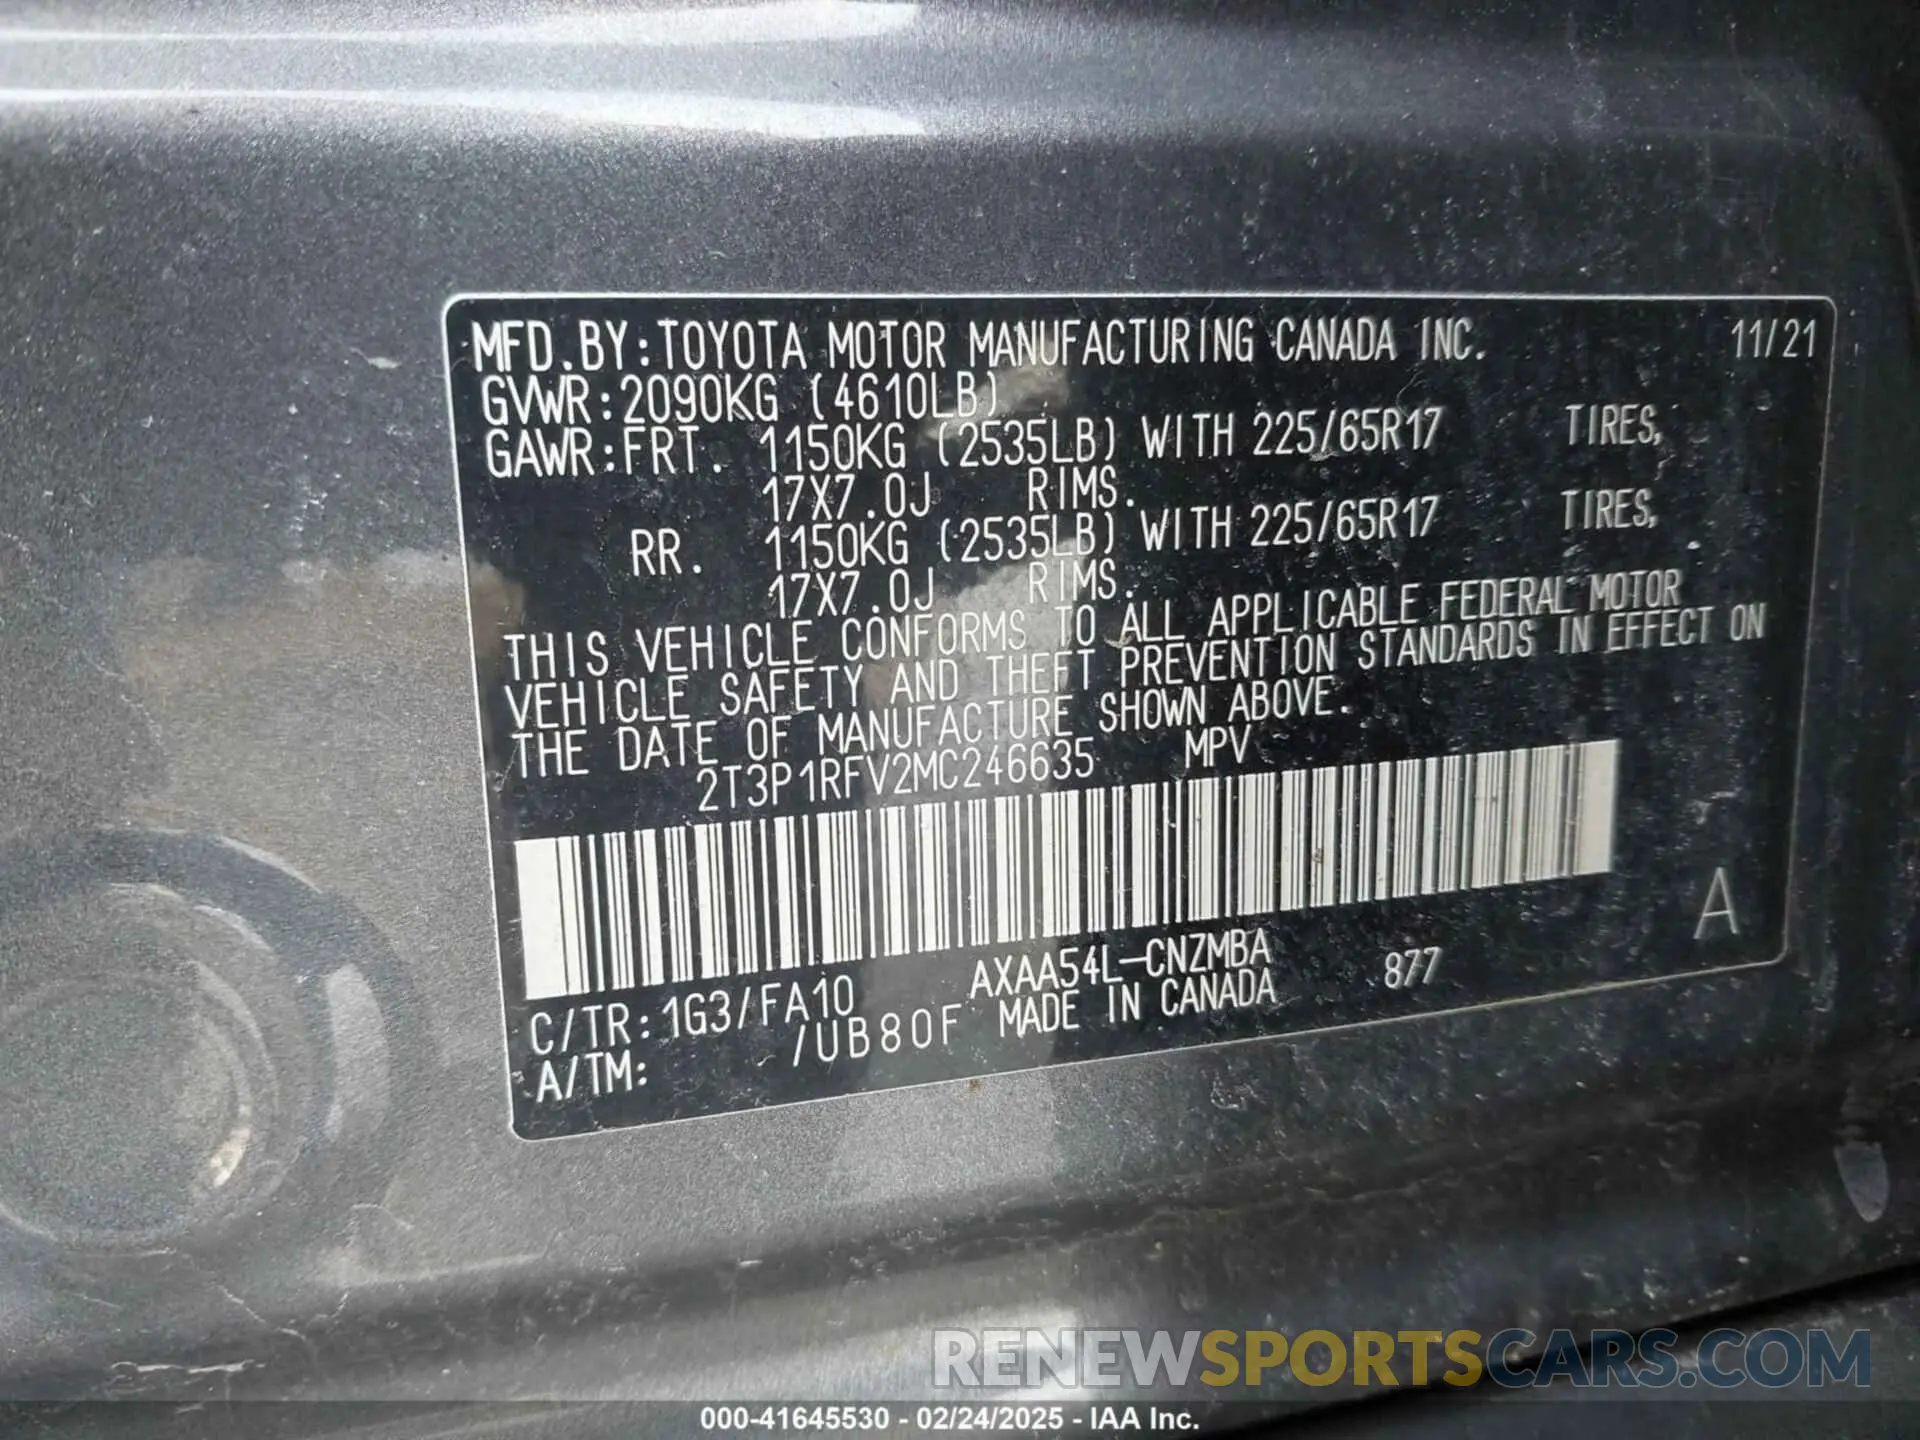 MFD.BY:TOYOTA MOTOR MANUFACTURING CANADA INC. 11/21
GVWR:2090KG (4610LB)
GAWR:FRT. 1150KG (2535LB) WITH 225/65R17 TIRES,
17X7.0J RIMS.
RR. 1150KG (2535LB) WITH 225/65R17 TIRES,
17X7.0J RIMS.
THIS VEHICLE CONFORMS TO ALL APPLICABLE FEDERAL MOTOR
VEHICLE SAFETY AND THEFT PREVENTION STANDARDS IN EFFECT ON
THE DATE OF MANUFACTURE SHOWN ABOVE.
2T3P1RFV2MC246635 MPV
A
C/TR:1G3/FA10 AXAA54L-CNZMBA 877
A/TM: /UB80F MADE IN CANADA
RENEWSPORTSCARS.COM
000-41645530 - 02/24/2025 - IAA Inc.